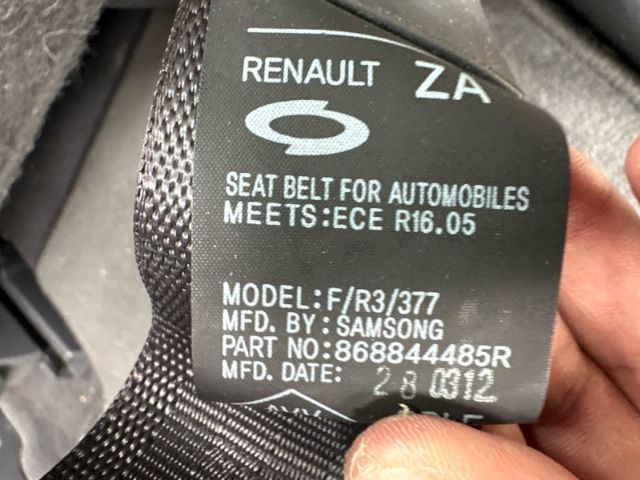 RENAULT ZA
SEAT BELT FOR AUTOMOBILES
MEETS:ECE R16.05
MODEL:F/R3/377
MFD. BY: SAMSONG
PART NO:868844485R
MFD. DATE: 28 0312